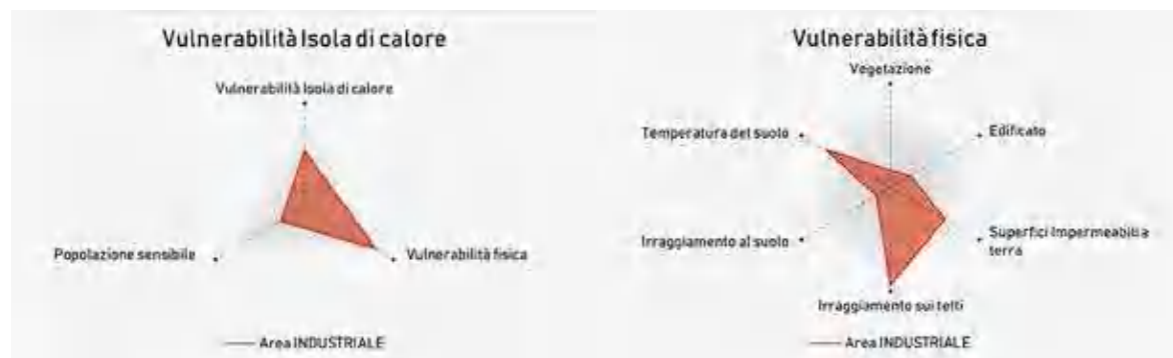 Vulnerabilità Isola di calore
Vulnerabilità Isola di calore
Popolazione sensibile
Vulnerabilità fisica
Area INDUSTRIALE
Vulnerabilità fisica
Vegetazione
Temperatura del suolo
Edificato
Irraggiamento al suolo
Superfici Impermeabili a
terra
Irraggiamento sui tetti
Area INDUSTRIALE